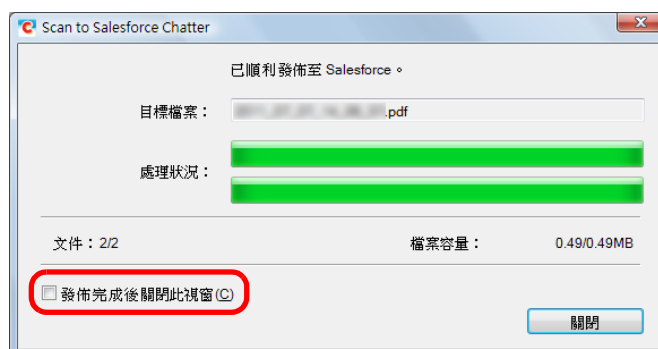 Scan to Salesforce Chatter
已順利發佈至 Salesforce。
目標檔案：.pdf
處理狀況：
文件：2/2 檔案容量： 0.49/0.49MB
發佈完成後關閉此視窗(C)
關閉